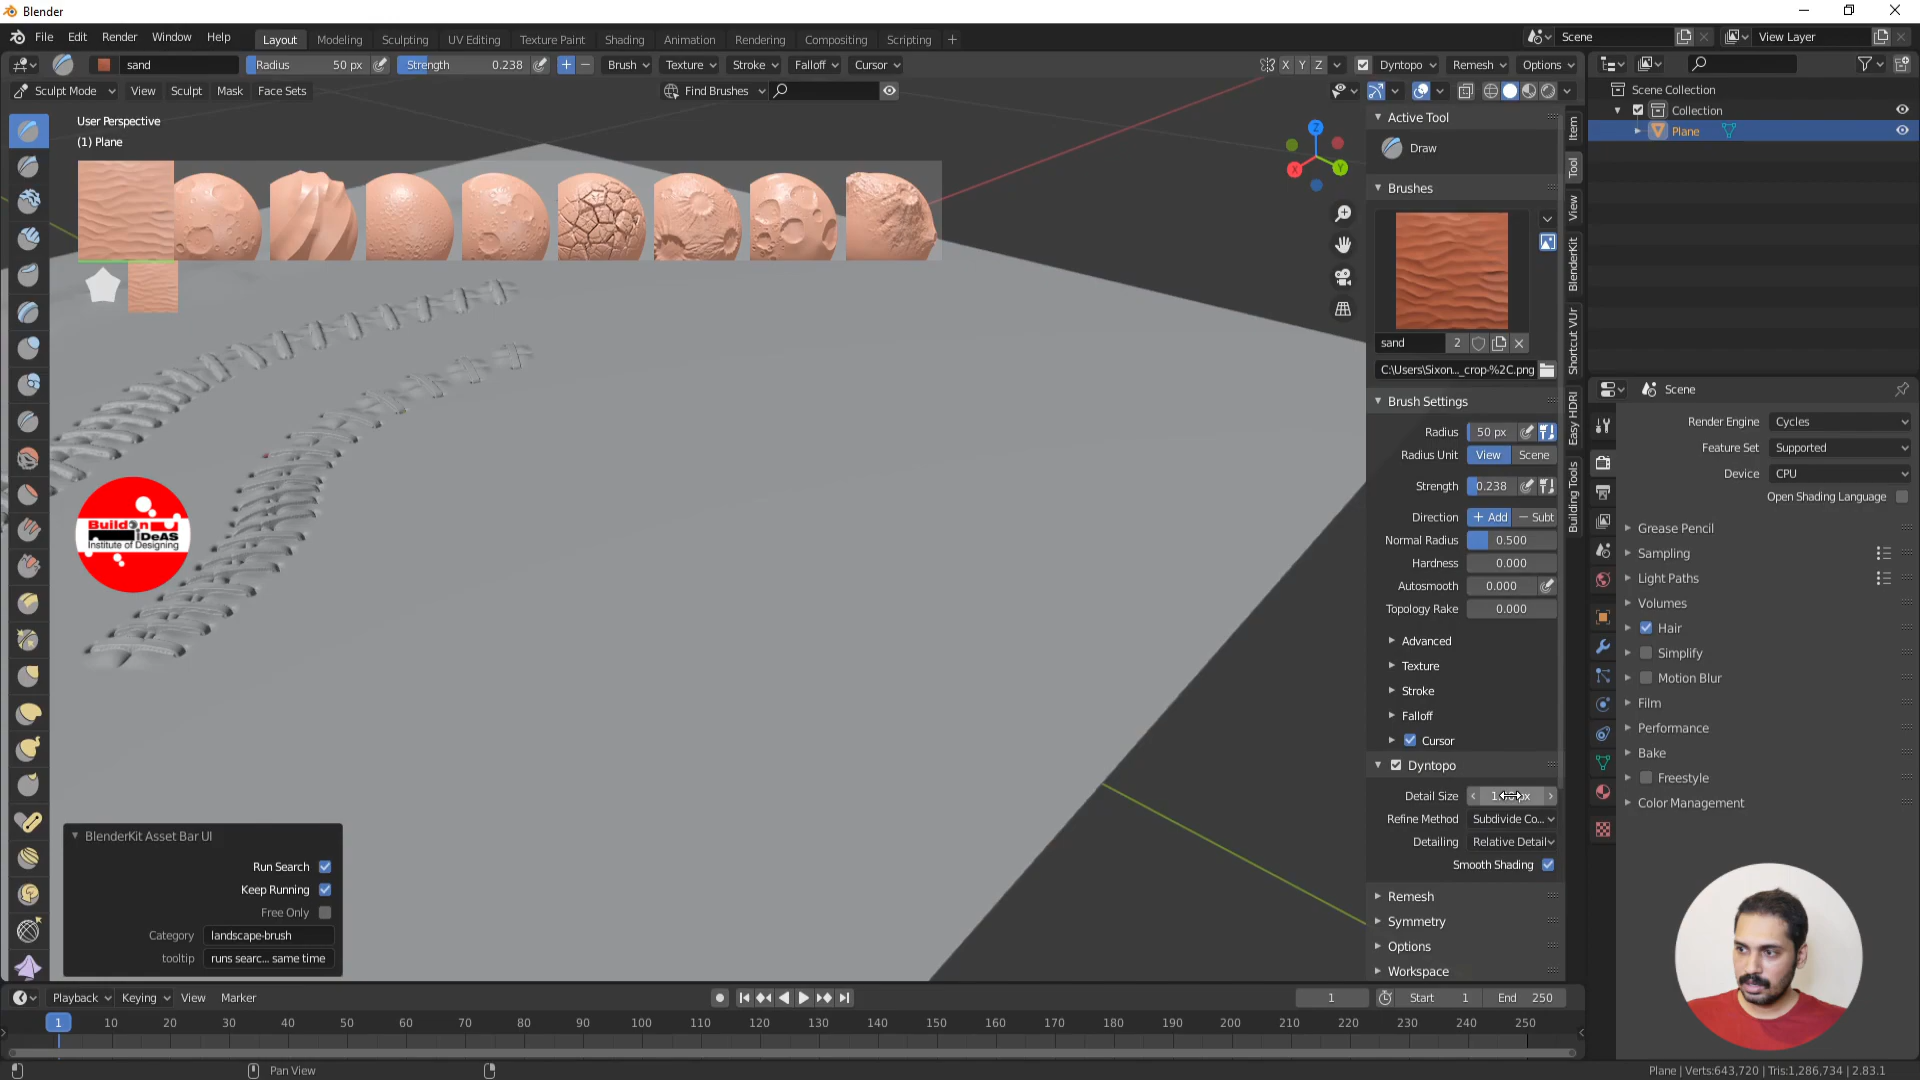 Blender
File Edit Render Window Help
Layout Modeling Sculpting UV Editing Texture Paint Shading Animation Rendering Compositing Scripting +
Scene
View Layer
sand Radius 50 px Strength 0.238 Brush Texture Stroke Falloff Cursor X Y Z Dyntopo Remesh Options
Sculpt Mode View Sculpt Mask Face Sets Find Brushes
User Perspective
(1) Plane
Scene Collection
Collection
Plane
Z
X
Y
Active Tool
Draw
Brushes
sand 2
C:\Users\Sixon..._crop-%2C.png
Brush Settings
Radius 50 px
Radius Unit View Scene
Strength 0.238
Direction + Add − Subt
Normal Radius 0.500
Hardness 0.000
Autosmooth 0.000
Topology Rake 0.000
Advanced
Texture
Stroke
Falloff
Cursor
Dyntopo
Detail Size
Refine Method Subdivide Co...
Detailing Relative Detail
Smooth Shading
Remesh
Symmetry
Options
Workspace
Item
Tool
View
BlenderKit
Shortcut VUr
Easy HDRI
Building Tools
Scene
Render Engine Cycles
Feature Set Supported
Device CPU
Open Shading Language
Grease Pencil
Sampling
Light Paths
Volumes
Hair
Simplify
Motion Blur
Film
Performance
Bake
Freestyle
Color Management
BuildOn
iDeAS
Institute of Designing
BlenderKit Asset Bar UI
Run Search
Keep Running
Free Only
Category landscape-brush
tooltip runs searc... same time
Playback Keying View Marker
1 Start 1 End 250
1 10 20 30 40 50 60 70 80 90 100 110 120 130 140 150 160 170 180 190 200 210 220 230 240 250
Pan View
Plane | Verts:643,720 | Tris:1,286,734 | 2.83.1